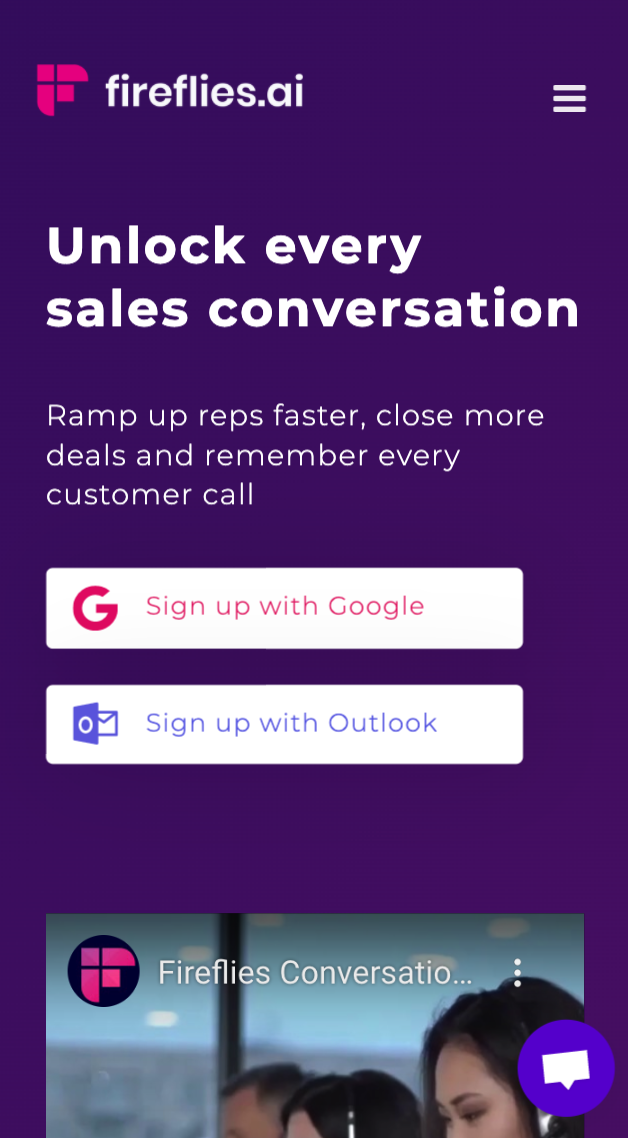 fireflies.ai
Unlock every
sales conversation
Ramp up reps faster, close more
deals and remember every
customer call
Sign up with Google
Sign up with Outlook
Fireflies Conversatio...